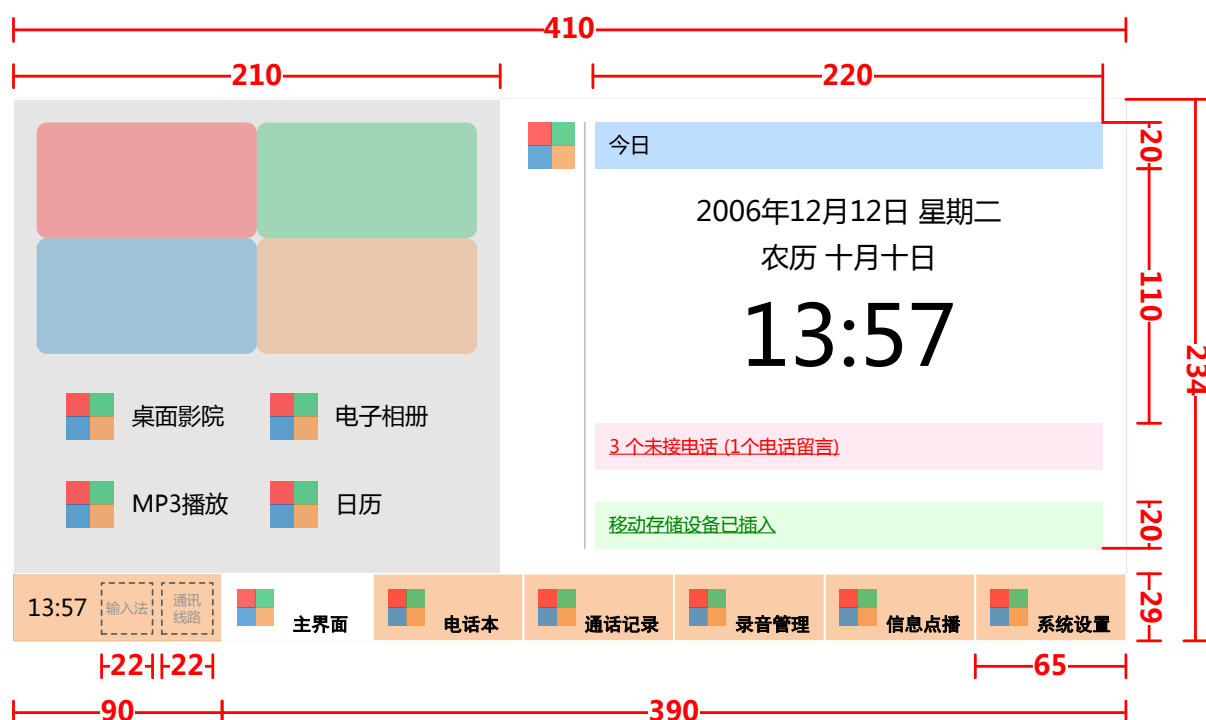 410
210
220
今日
20
2006年12月12日 星期二
农历 十月十日
13:57
110
234
桌面影院
电子相册
3 个未接电话 (1个电话留言)
MP3播放
日历
移动存储设备已插入
20
13:57
输入法
通讯
线路
主界面
电话本
通话记录
录音管理
信息点播
系统设置
29
22
22
65
90
390